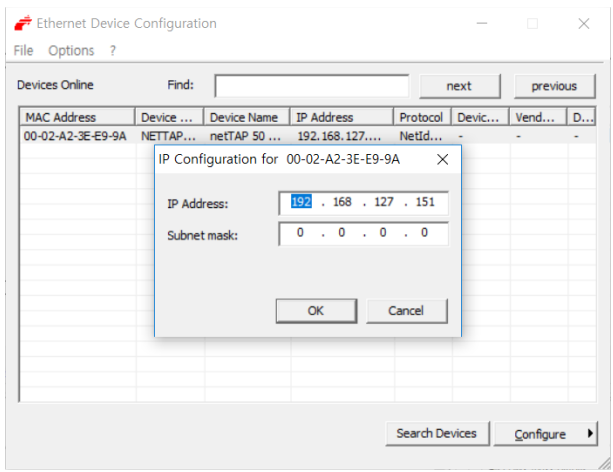 Ethernet Device Configuration
File Options ?
Devices Online Find: next previous
MAC Address Device ... Device Name IP Address Protocol Devic... Vend... D...
00-02-A2-3E-E9-9A NETTAP... netTAP 50 ... 192.168.127.... NetId... - - -
IP Configuration for 00-02-A2-3E-E9-9A
IP Address: 192 . 168 . 127 . 151
Subnet mask: 0 . 0 . 0 . 0
OK Cancel
Search Devices Configure